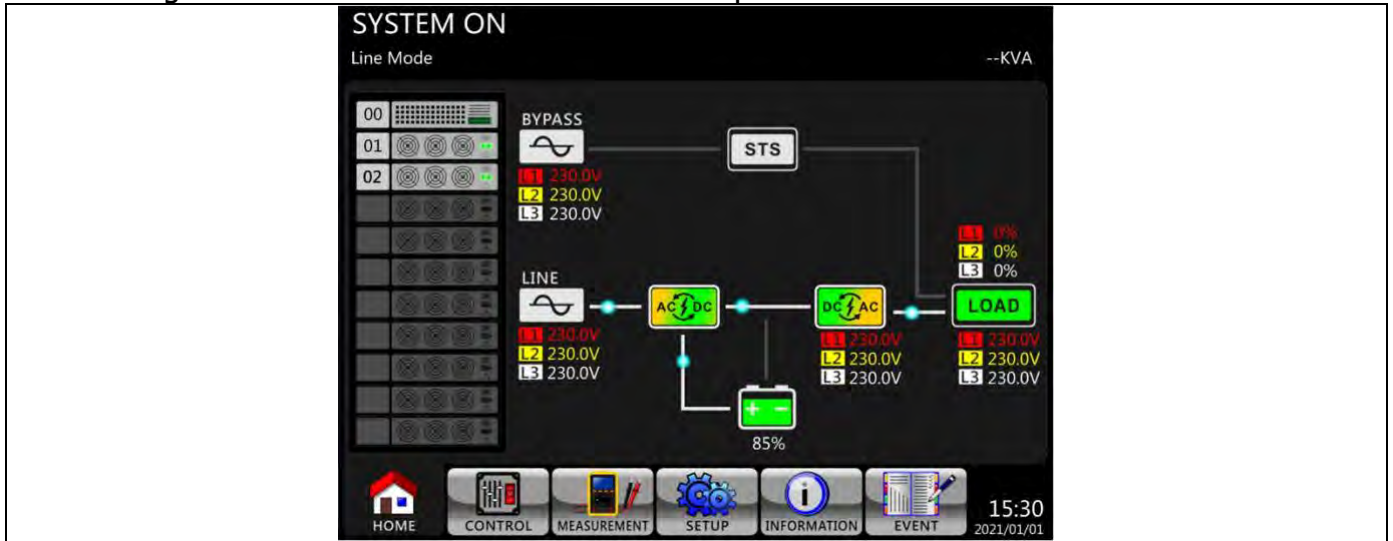 SYSTEM ON
Line Mode --KVA
00
01
02
BYPASS
L1 230.0V
L2 230.0V
L3 230.0V
STS
L1 0%
L2 0%
L3 0%
LINE
AC DC
DC AC
LOAD
L1 230.0V
L2 230.0V
L3 230.0V
L1 230.0V
L2 230.0V
L3 230.0V
L1 230.0V
L2 230.0V
L3 230.0V
+ -
85%
HOME CONTROL MEASUREMENT SETUP INFORMATION EVENT
15:30
2021/01/01